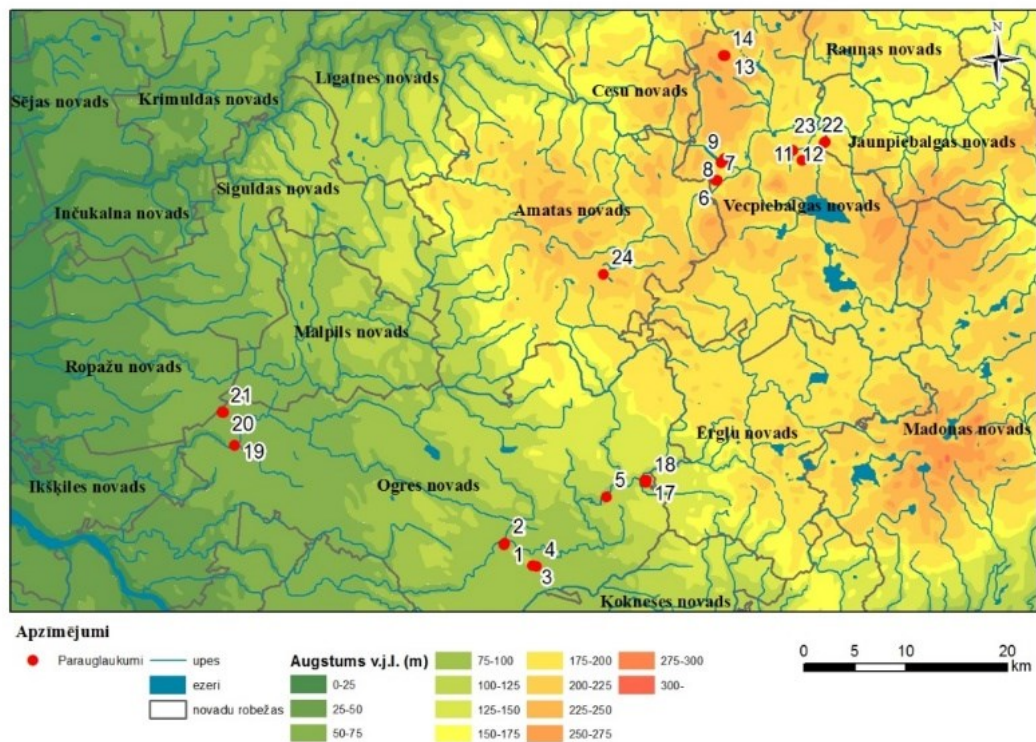 14
N
Raunas novads
Līgatnes novads
13
Cēsu novads
Sējas novads
Krimuldas novads
23
22
9
Jaunpiebalgas novads
11
12
7
8
Siguldas novads
6
Vecpiebalgas novads
Inčukalna novads
Amatas novads
24
Mālpils novads
Ropažu novads
21
20
Ērgļu novads
Madonas novads
19
18
Ikšķiles novads
Ogres novads
5
17
2
1
4
3
Kokneses novads
Apzīmējumi
Parauglaukumi
upes
ezeri
novadu robežas
Augstums v.j.l. (m)
0-25
25-50
50-75
75-100
100-125
125-150
150-175
175-200
200-225
225-250
250-275
275-300
300-
0 5 10 20
km